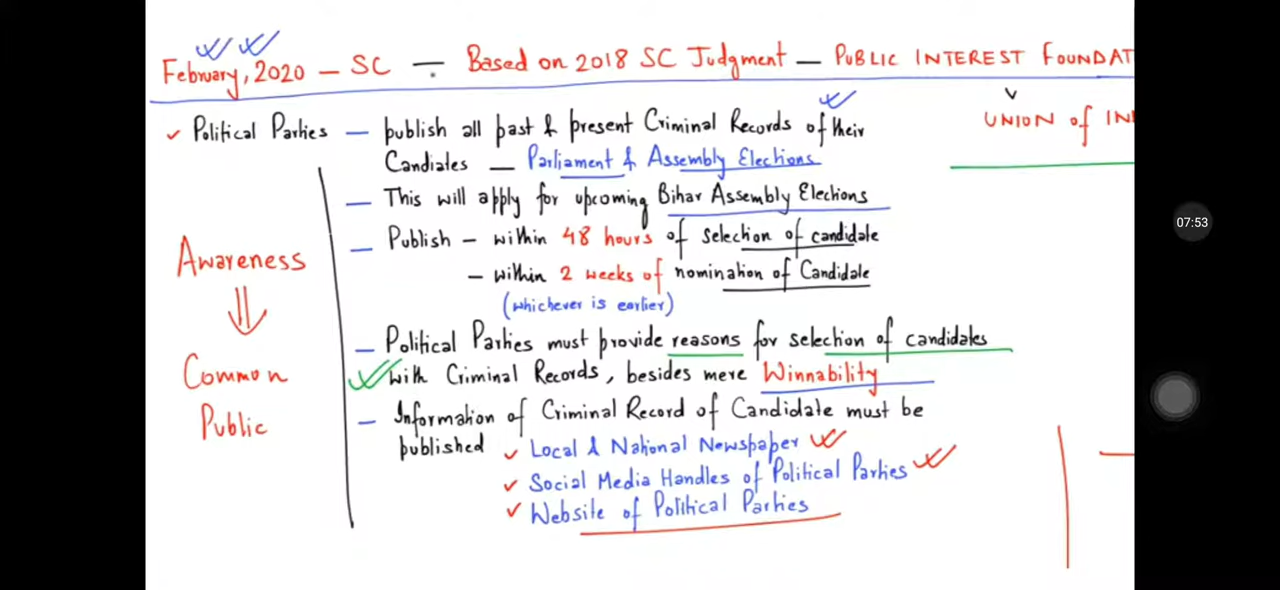 February, 2020 – SC – Based on 2018 SC Judgment – PUBLIC INTEREST FOUNDAT
v
UNION of IN
✓ Political Parties – publish all past & present Criminal Records of their
Candiates – Parliament & Assembly Elections
– This will apply for upcoming Bihar Assembly Elections
– Publish – within 48 hours of selection of candidate
– within 2 weeks of nomination of Candidate
(whichever is earlier)
– Political Parties must provide reasons for selection of candidates
with Criminal Records, besides mere Winnability
– Information of Criminal Record of Candidate must be
published ✓ Local & National Newspaper
✓ Social Media Handles of Political Parties
✓ Website of Political Parties
Awareness
⇓
Common
Public
07:53